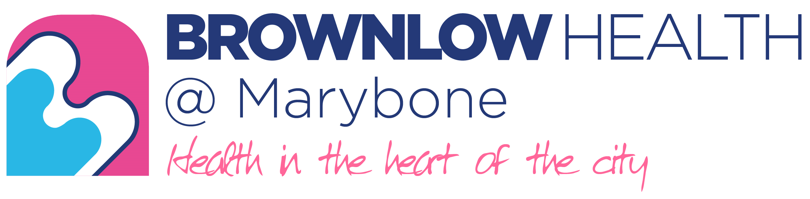 BROWNLOW HEALTH
@ Marybone
Health in the heart of the city